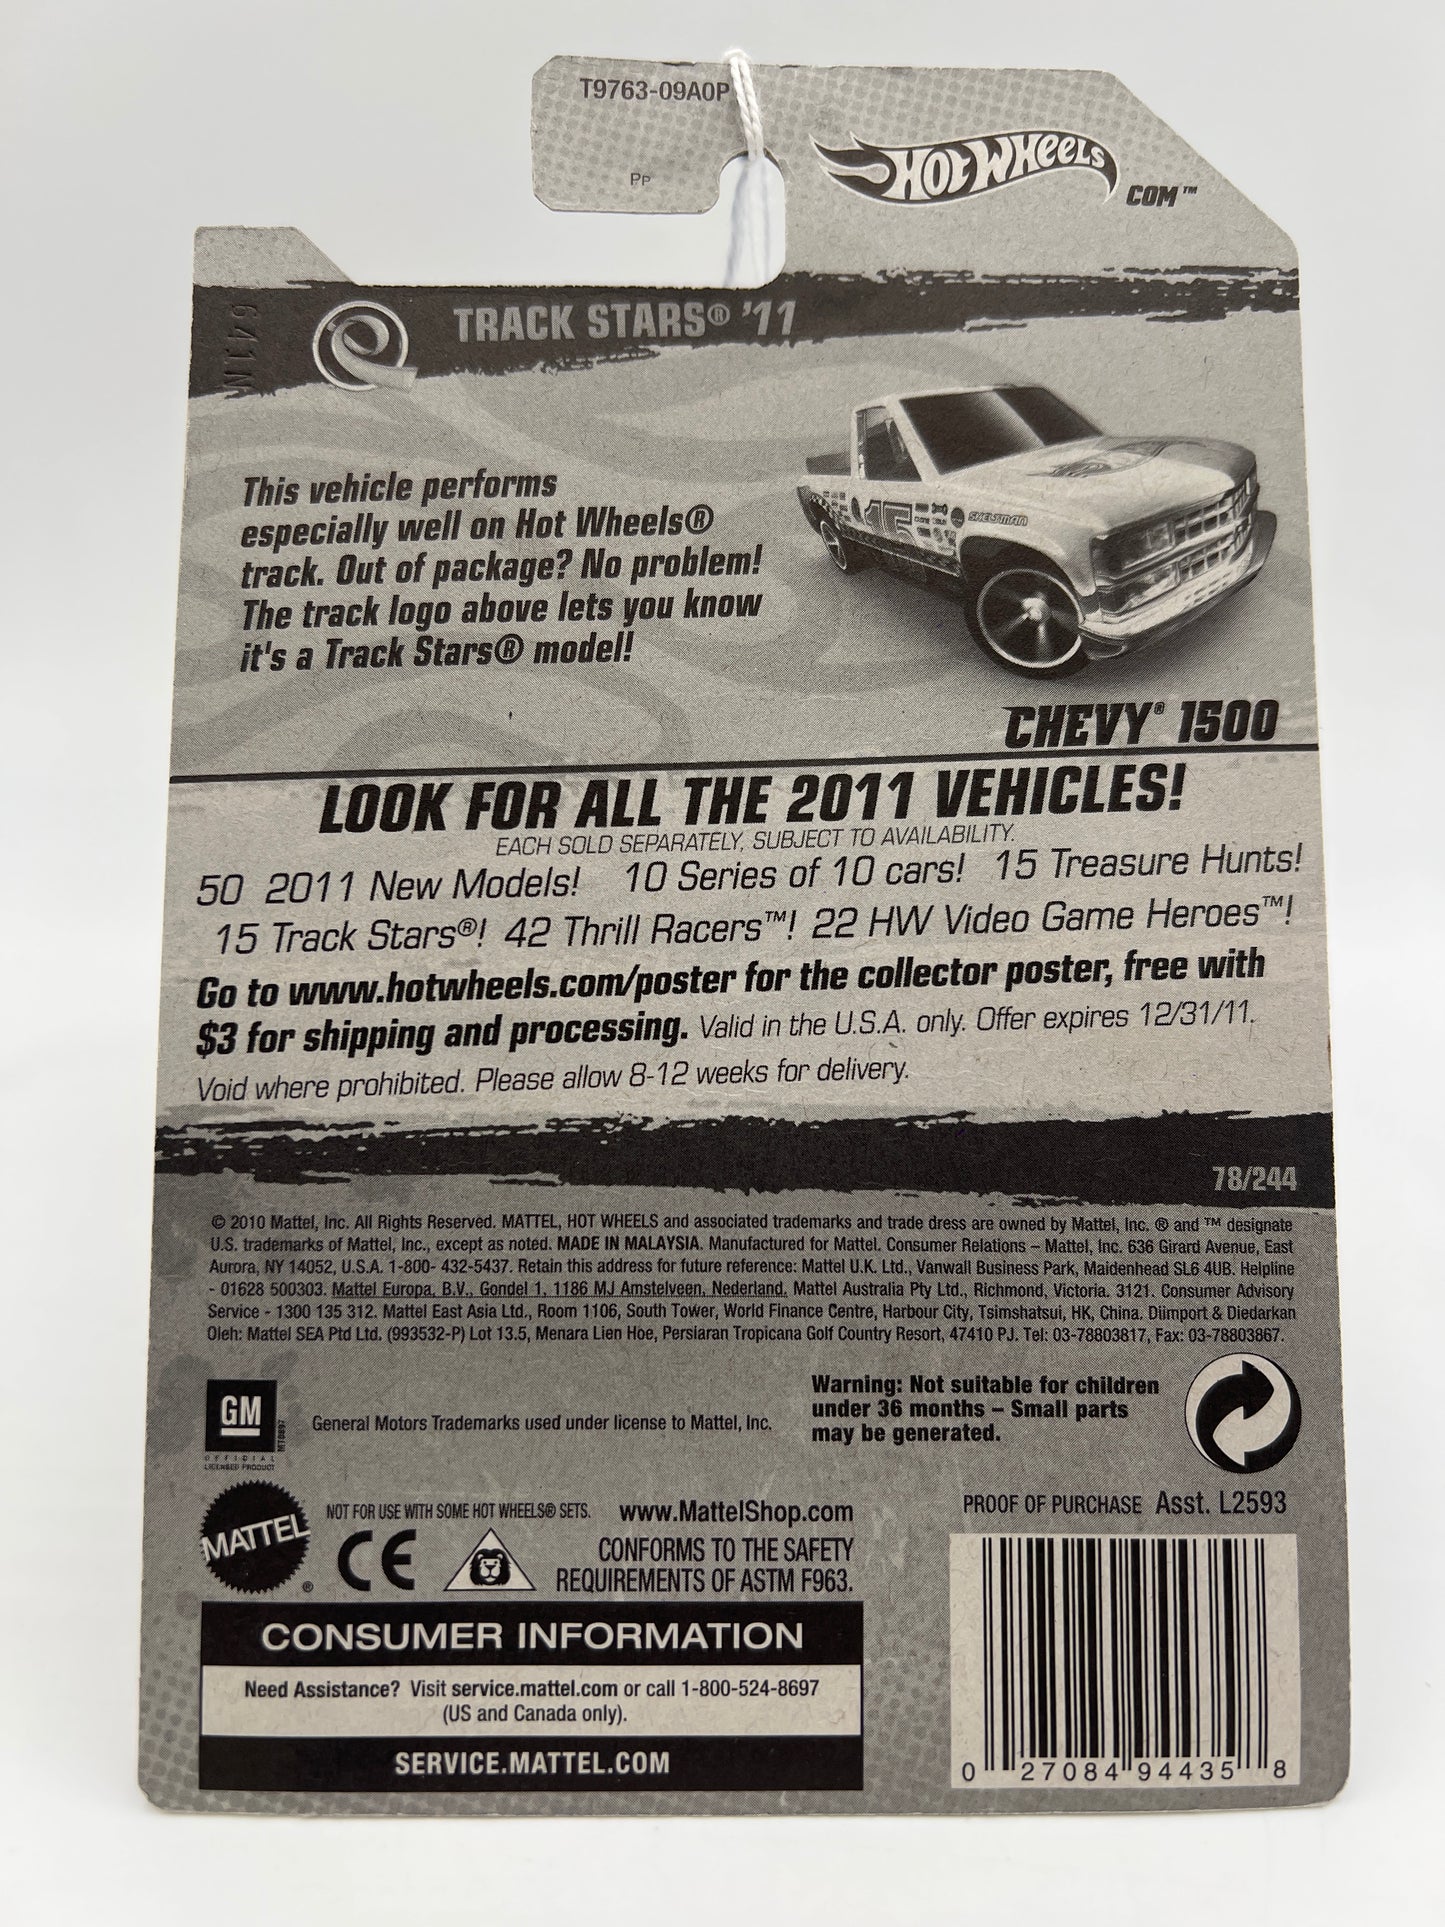 T9763-09A0P
PP
HOT WHEELS
COM™
641N
TRACK STARS® '11
This vehicle performs
especially well on Hot Wheels®
track. Out of package? No problem!
The track logo above lets you know
it's a Track Stars® model!
15
SKELTMAN
CHEVY® 1500
LOOK FOR ALL THE 2011 VEHICLES!
EACH SOLD SEPARATELY, SUBJECT TO AVAILABILITY.
50 2011 New Models! 10 Series of 10 cars! 15 Treasure Hunts!
15 Track Stars®! 42 Thrill Racers™! 22 HW Video Game Heroes™!
Go to www.hotwheels.com/poster for the collector poster, free with
$3 for shipping and processing. Valid in the U.S.A. only. Offer expires 12/31/11.
Void where prohibited. Please allow 8-12 weeks for delivery.
78/244
© 2010 Mattel, Inc. All Rights Reserved. MATTEL, HOT WHEELS and associated trademarks and trade dress are owned by Mattel, Inc. ® and ™ designate
U.S. trademarks of Mattel, Inc., except as noted. MADE IN MALAYSIA. Manufactured for Mattel. Consumer Relations – Mattel, Inc. 636 Girard Avenue, East
Aurora, NY 14052, U.S.A. 1-800- 432-5437. Retain this address for future reference: Mattel U.K. Ltd., Vanwall Business Park, Maidenhead SL6 4UB. Helpline
- 01628 500303. Mattel Europa, B.V., Gondel 1, 1186 MJ Amstelveen, Nederland. Mattel Australia Pty Ltd., Richmond, Victoria. 3121. Consumer Advisory
Service - 1300 135 312. Mattel East Asia Ltd., Room 1106, South Tower, World Finance Centre, Harbour City, Tsimshatsui, HK, China. Diimport & Diedarkan
Oleh: Mattel SEA Ptd Ltd. (993532-P) Lot 13.5, Menara Lien Hoe, Persiaran Tropicana Golf Country Resort, 47410 PJ. Tel: 03-78803817, Fax: 03-78803867.
GM
OFFICIAL
LICENSED PRODUCT
General Motors Trademarks used under license to Mattel, Inc.
Warning: Not suitable for children
under 36 months – Small parts
may be generated.
MATTEL
®
NOT FOR USE WITH SOME HOT WHEELS® SETS.
www.MattelShop.com
CE
CONFORMS TO THE SAFETY
REQUIREMENTS OF ASTM F963.
PROOF OF PURCHASE Asst. L2593
CONSUMER INFORMATION
Need Assistance? Visit service.mattel.com or call 1-800-524-8697
(US and Canada only).
SERVICE.MATTEL.COM
0 27084 94435 8